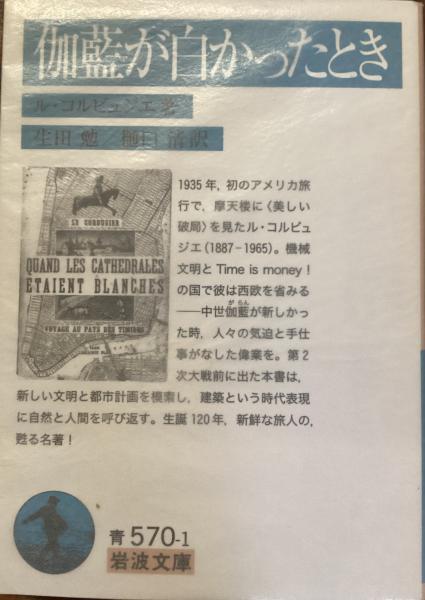 伽藍が白かったとき
ル・コルビュジエ著
生田 勉／樋口 清訳
LE CORBUSIER
QUAND LES CATHÉDRALES
ÉTAIENT BLANCHES
VOYAGE AU PAYS DES TIMIDES
1935年，初のアメリカ旅
行で，摩天楼に〈美しい
破局〉を見たル・コルビュ
ジエ(1887-1965)。機械
文明とTime is money！
の国で彼は西欧を省みる
がらん
——中世伽藍が新しかっ
た時，人々の気迫と手仕
事がなした偉業を。第2
次大戦前に出た本書は，
新しい文明と都市計画を模索し，建築という時代表現
に自然と人間を呼び返す。生誕120年，新鮮な旅人の，
甦る名著！
青 570-1
岩波文庫